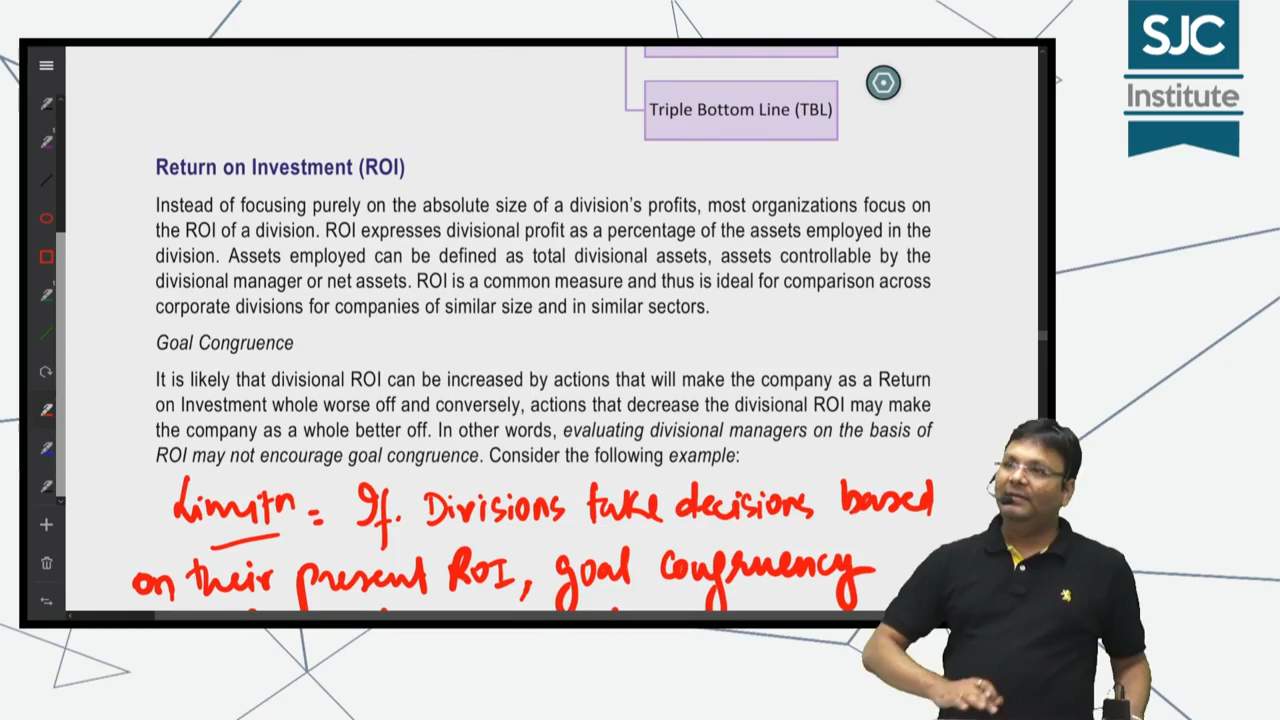 SJC
Institute
Triple Bottom Line (TBL)
Return on Investment (ROI)
Instead of focusing purely on the absolute size of a division's profits, most organizations focus on
the ROI of a division. ROI expresses divisional profit as a percentage of the assets employed in the
division. Assets employed can be defined as total divisional assets, assets controllable by the
divisional manager or net assets. ROI is a common measure and thus is ideal for comparison across
corporate divisions for companies of similar size and in similar sectors.
Goal Congruence
It is likely that divisional ROI can be increased by actions that will make the company as a Return
on Investment whole worse off and conversely, actions that decrease the divisional ROI may make
the company as a whole better off. In other words, evaluating divisional managers on the basis of
ROI may not encourage goal congruence. Consider the following example:
Limitn = If. Divisions take decisions based
on their present ROI, goal congruency